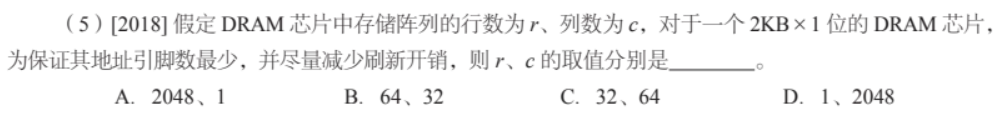 （5）[2018] 假定 DRAM 芯片中存储阵列的行数为 r、列数为 c，对于一个 2KB × 1 位的 DRAM 芯片，
为保证其地址引脚数最少，并尽量减少刷新开销，则 r、c 的取值分别是________。
A. 2048、1 B. 64、32 C. 32、64 D. 1、2048